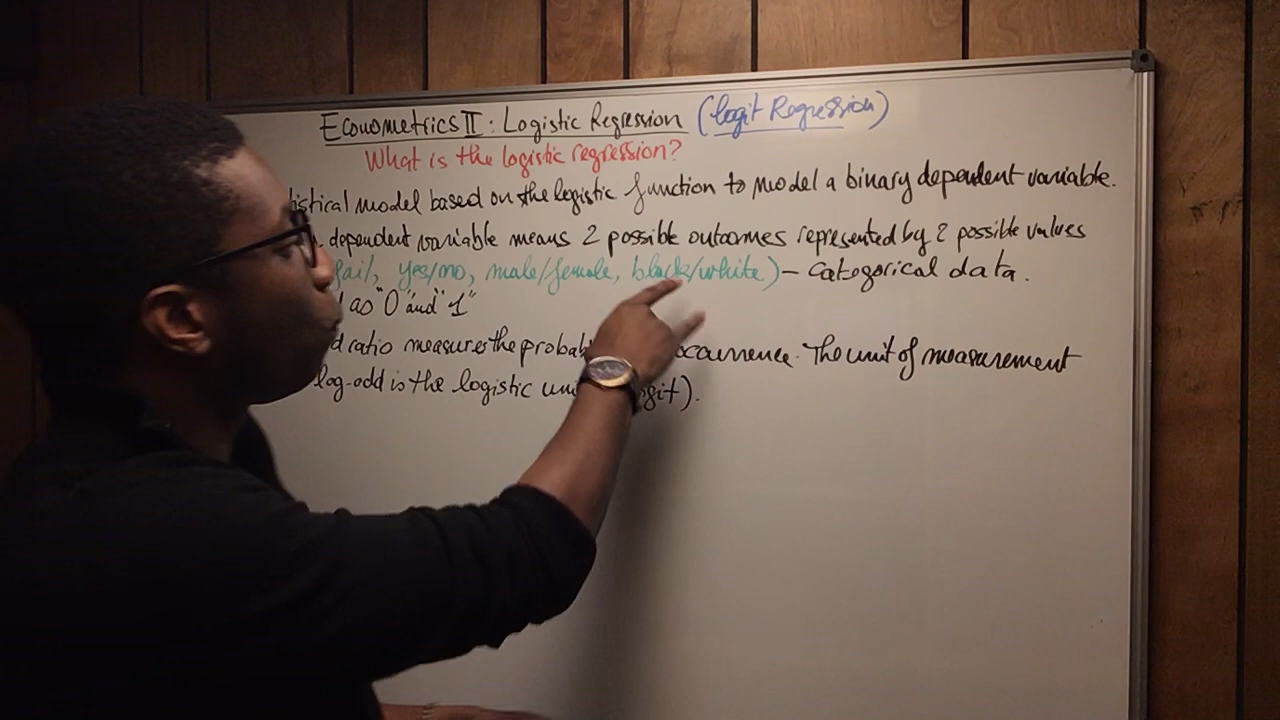 Econometrics II: Logistic Regression (Logit Regression)
What is the logistic regression?
istical model based on the logistic function to model a binary dependent variable.
dependent variable means 2 possible outcomes represented by 2 possible values
fail, yes/no, male/female, black/white) – Categorical data.
as "0" and "1"
d ratio measures the probab occurrence. The unit of measurement
log-odd is the logistic un git).